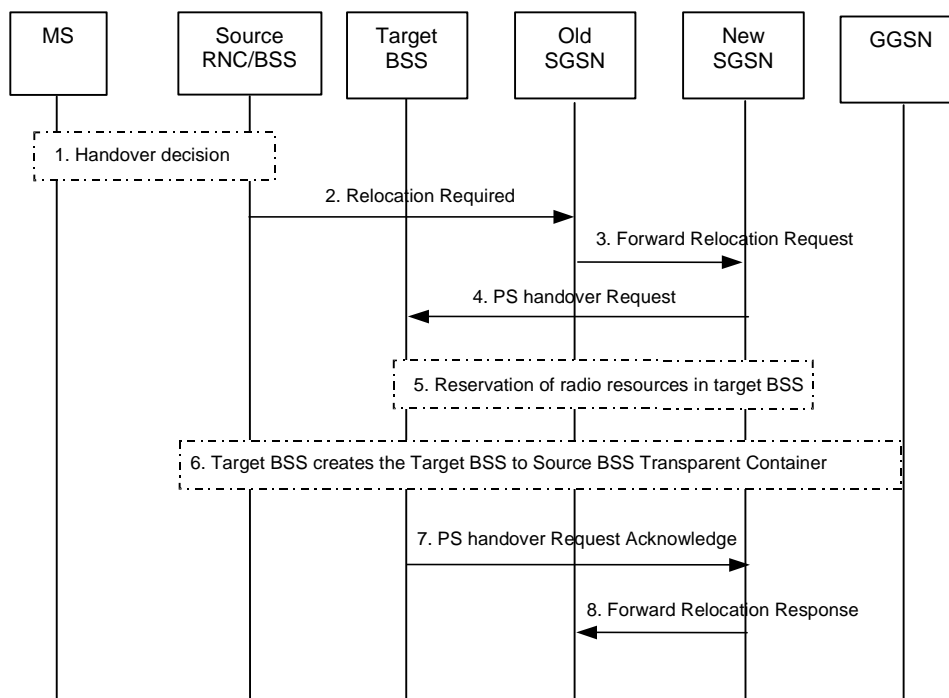 MS
Source
RNC/BSS
Target
BSS
Old
SGSN
New
SGSN
GGSN
1. Handover decision
2. Relocation Required
3. Forward Relocation Request
4. PS handover Request
5. Reservation of radio resources in target BSS
6. Target BSS creates the Target BSS to Source BSS Transparent Container
7. PS handover Request Acknowledge
8. Forward Relocation Response